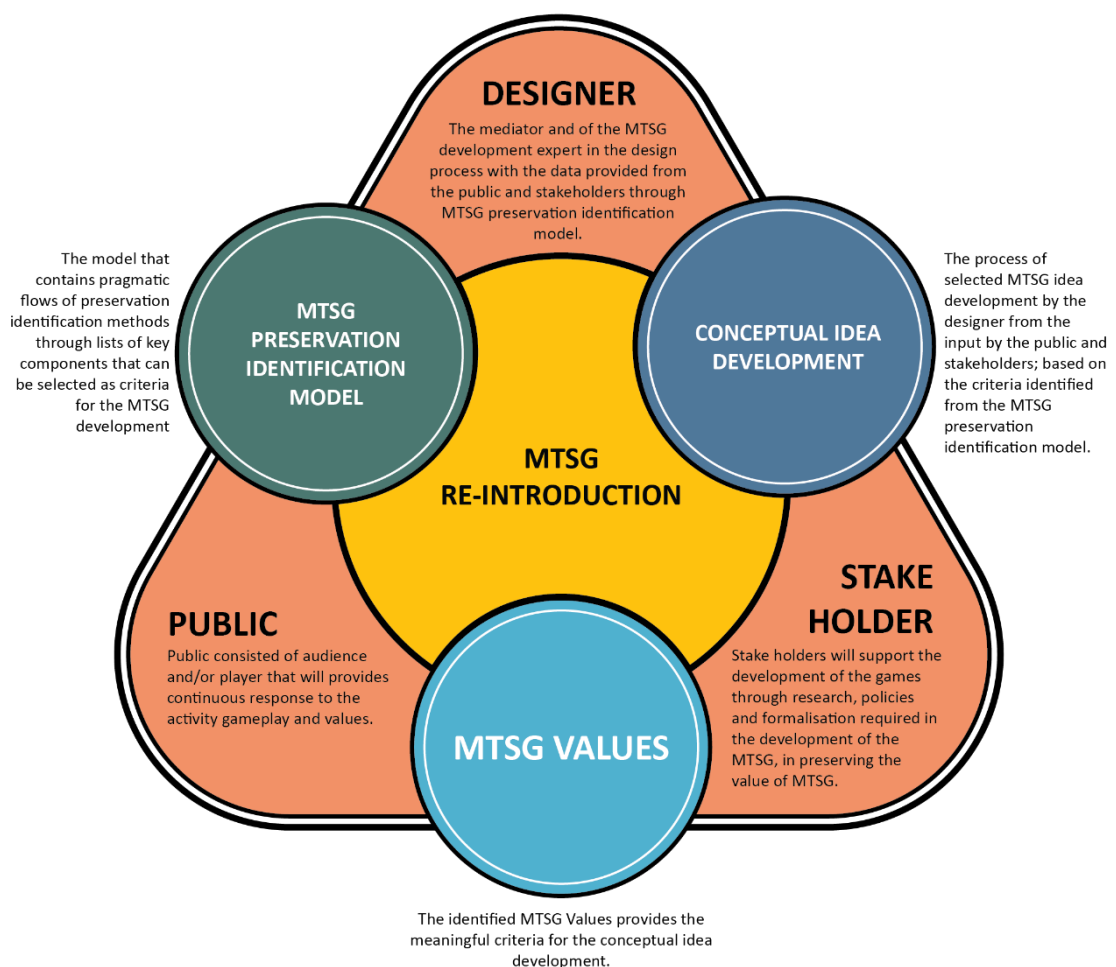 DESIGNER
The mediator and of the MTSG
development expert in the design
process with the data provided from
the public and stakeholders through
MTSG preservation identification
model.
The model that
contains pragmatic
flows of preservation
identification methods
through lists of key
components that can
be selected as criteria
for the MTSG
development
MTSG
PRESERVATION
IDENTIFICATION
MODEL
CONCEPTUAL IDEA
DEVELOPMENT
The process of
selected MTSG idea
development by the
designer from the
input by the public and
stakeholders; based on
the criteria identified
from the MTSG
preservation
identification model.
MTSG
RE-INTRODUCTION
PUBLIC
Public consisted of audience
and/or player that will provides
continuous response to the
activity gameplay and values.
STAKE
HOLDER
Stake holders will support the
development of the games
through research, policies
and formalisation required in
the development of the
MTSG, in preserving the
value of MTSG.
MTSG VALUES
The identified MTSG Values provides the
meaningful criteria for the conceptual idea
development.